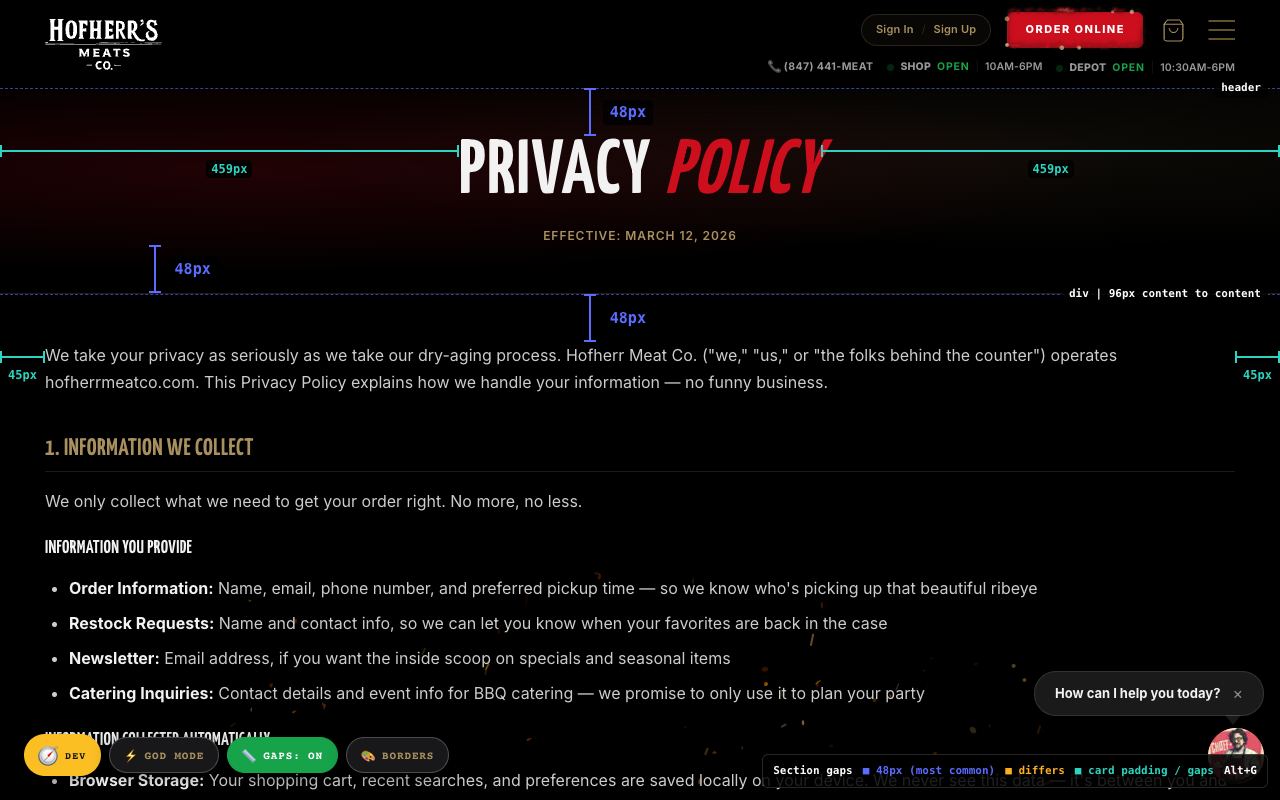 HOFHERR'S
MEATS
CO.
Sign In / Sign Up
ORDER ONLINE
(847) 441-MEAT
SHOP OPEN 10AM-6PM
DEPOT OPEN 10:30AM-6PM
header
48px
PRIVACY POLICY
459px
459px
EFFECTIVE: MARCH 12, 2026
48px
div | 96px content to content
48px
We take your privacy as seriously as we take our dry-aging process. Hofherr Meat Co. ("we," "us," or "the folks behind the counter") operates
hofherrmeatco.com. This Privacy Policy explains how we handle your information — no funny business.
45px
45px
1. INFORMATION WE COLLECT
We only collect what we need to get your order right. No more, no less.
INFORMATION YOU PROVIDE
• Order Information: Name, email, phone number, and preferred pickup time — so we know who's picking up that beautiful ribeye
• Restock Requests: Name and contact info, so we can let you know when your favorites are back in the case
• Newsletter: Email address, if you want the inside scoop on specials and seasonal items
• Catering Inquiries: Contact details and event info for BBQ catering — we promise to only use it to plan your party
How can I help you today? ×
INFORMATION COLLECTED AUTOMATICALLY
DEV
GOD MODE
GAPS: ON
BORDERS
• Browser Storage: Your shopping cart, recent searches, and preferences are saved locally on your device. We never see this data — it's between you and
Section gaps 48px (most common) differs card padding / gaps Alt+G